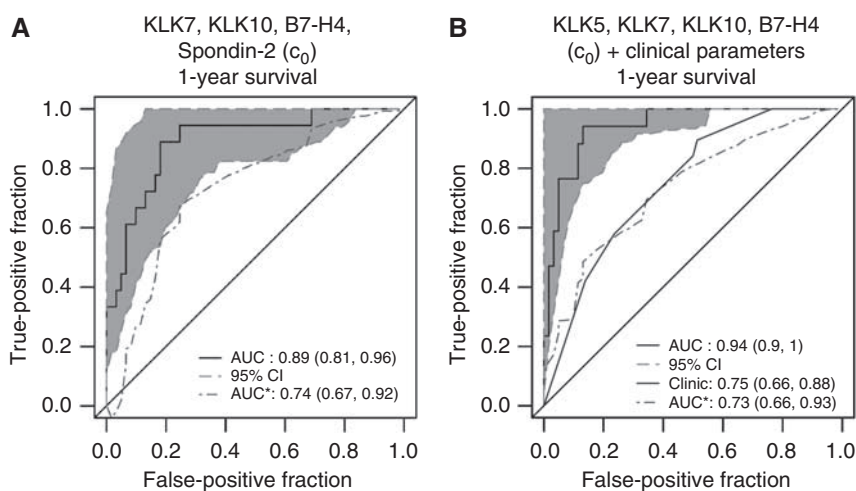 A
KLK7, KLK10, B7-H4,
Spondin-2 (c₀)
1-year survival
True-positive fraction
1.0
0.8
0.6
0.4
0.2
0.0
AUC : 0.89 (0.81, 0.96)
95% CI
AUC*: 0.74 (0.67, 0.92)
0.0 0.2 0.4 0.6 0.8 1.0
False-positive fraction
B
KLK5, KLK7, KLK10, B7-H4
(c₀) + clinical parameters
1-year survival
True-positive fraction
1.0
0.8
0.6
0.4
0.2
0.0
AUC : 0.94 (0.9, 1)
95% CI
Clinic: 0.75 (0.66, 0.88)
AUC*: 0.73 (0.66, 0.93)
0.0 0.2 0.4 0.6 0.8 1.0
False-positive fraction